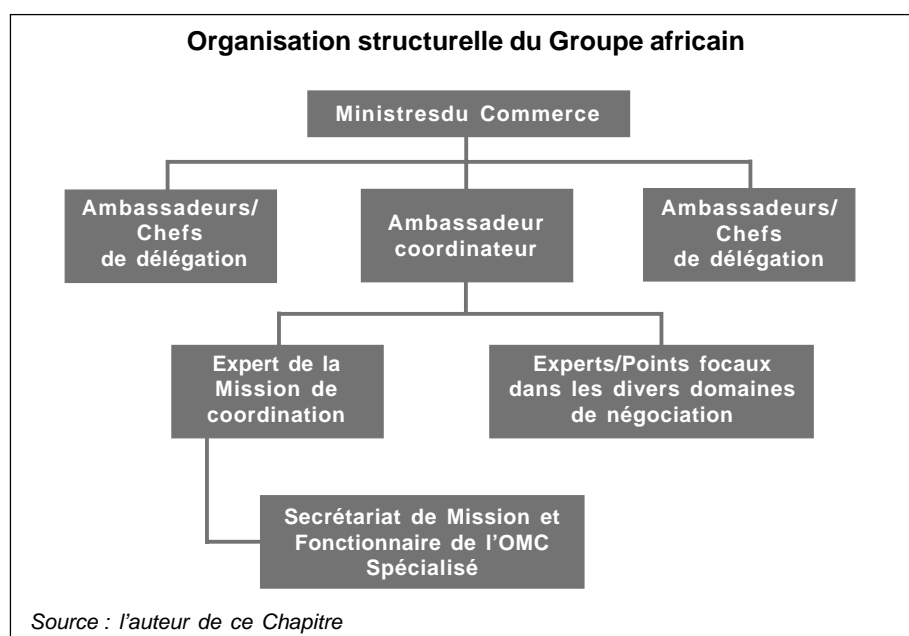 Organisation structurelle du Groupe africain
Ministresdu Commerce
Ambassadeurs/
Chefs
de délégation
Ambassadeur
coordinateur
Ambassadeurs/
Chefs
de délégation
Expert de la
Mission de
coordination
Experts/Points focaux
dans les divers domaines
de négociation
Secrétariat de Mission et
Fonctionnaire de l’OMC
Spécialisé
Source : l’auteur de ce Chapitre